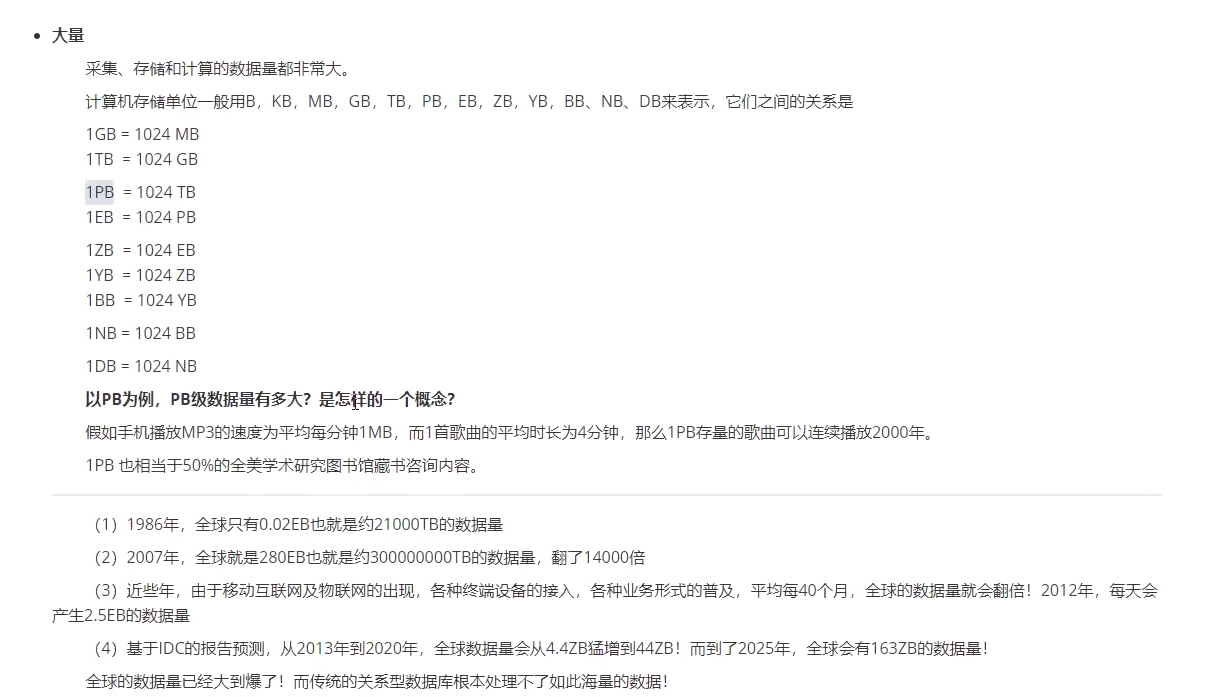 大量
采集、存储和计算的数据量都非常大。
计算机存储单位一般用B，KB，MB，GB，TB，PB，EB，ZB，YB，BB、NB、DB来表示，它们之间的关系是
1GB = 1024 MB
1TB = 1024 GB
1PB = 1024 TB
1EB = 1024 PB
1ZB = 1024 EB
1YB = 1024 ZB
1BB = 1024 YB
1NB = 1024 BB
1DB = 1024 NB
以PB为例，PB级数据量有多大？是怎样的一个概念？
假如手机播放MP3的速度为平均每分钟1MB，而1首歌曲的平均时长为4分钟，那么1PB存量的歌曲可以连续播放2000年。
1PB 也相当于50%的全美学术研究图书馆藏书咨询内容。
（1）1986年，全球只有0.02EB也就是约21000TB的数据量
（2）2007年，全球就是280EB也就是约300000000TB的数据量，翻了14000倍
（3）近些年，由于移动互联网及物联网的出现，各种终端设备的接入，各种业务形式的普及，平均每40个月，全球的数据量就会翻倍！2012年，每天会
产生2.5EB的数据量
（4）基于IDC的报告预测，从2013年到2020年，全球数据量会从4.4ZB猛增到44ZB！而到了2025年，全球会有163ZB的数据量！
全球的数据量已经大到爆了！而传统的关系型数据库根本处理不了如此海量的数据！